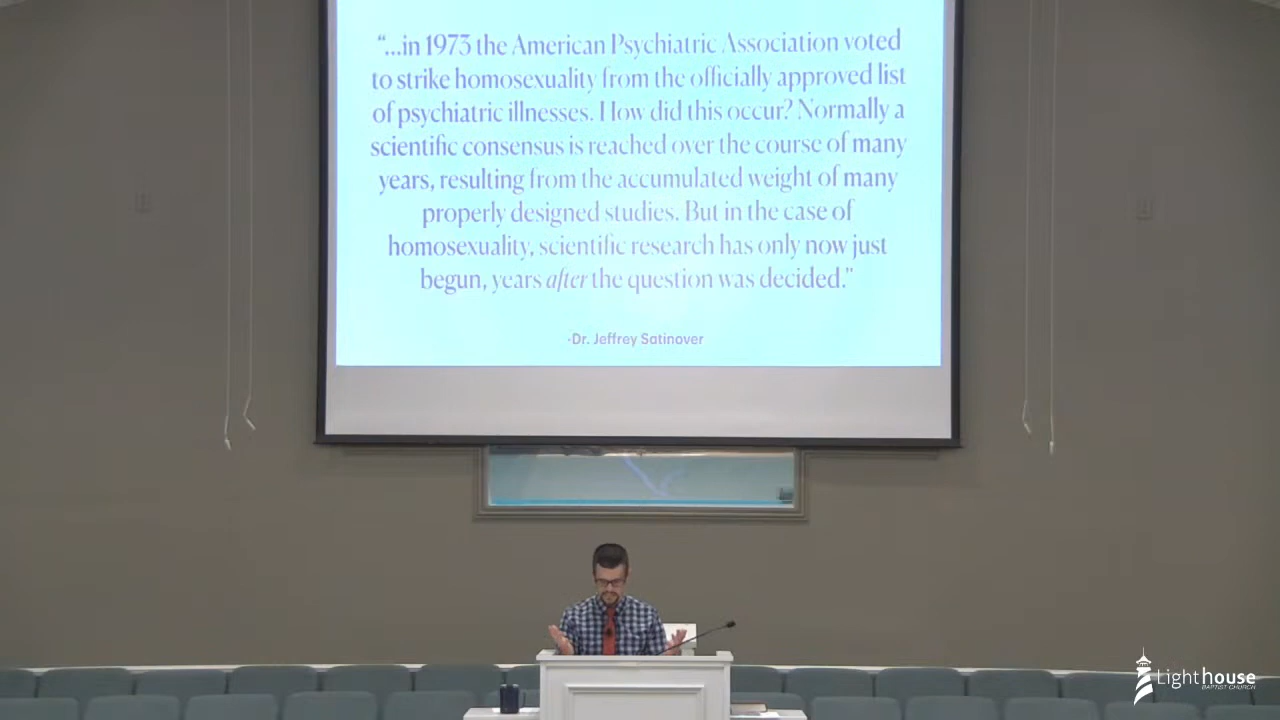 “...in 1973 the American Psychiatric Association voted
to strike homosexuality from the officially approved list
of psychiatric illnesses. How did this occur? Normally a
scientific consensus is reached over the course of many
years, resulting from the accumulated weight of many
properly designed studies. But in the case of
homosexuality, scientific research has only now just
begun, years after the question was decided.”
-Dr. Jeffrey Satinover
Lighthouse
BAPTIST CHURCH